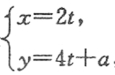 x=2t,
y=4t+a,